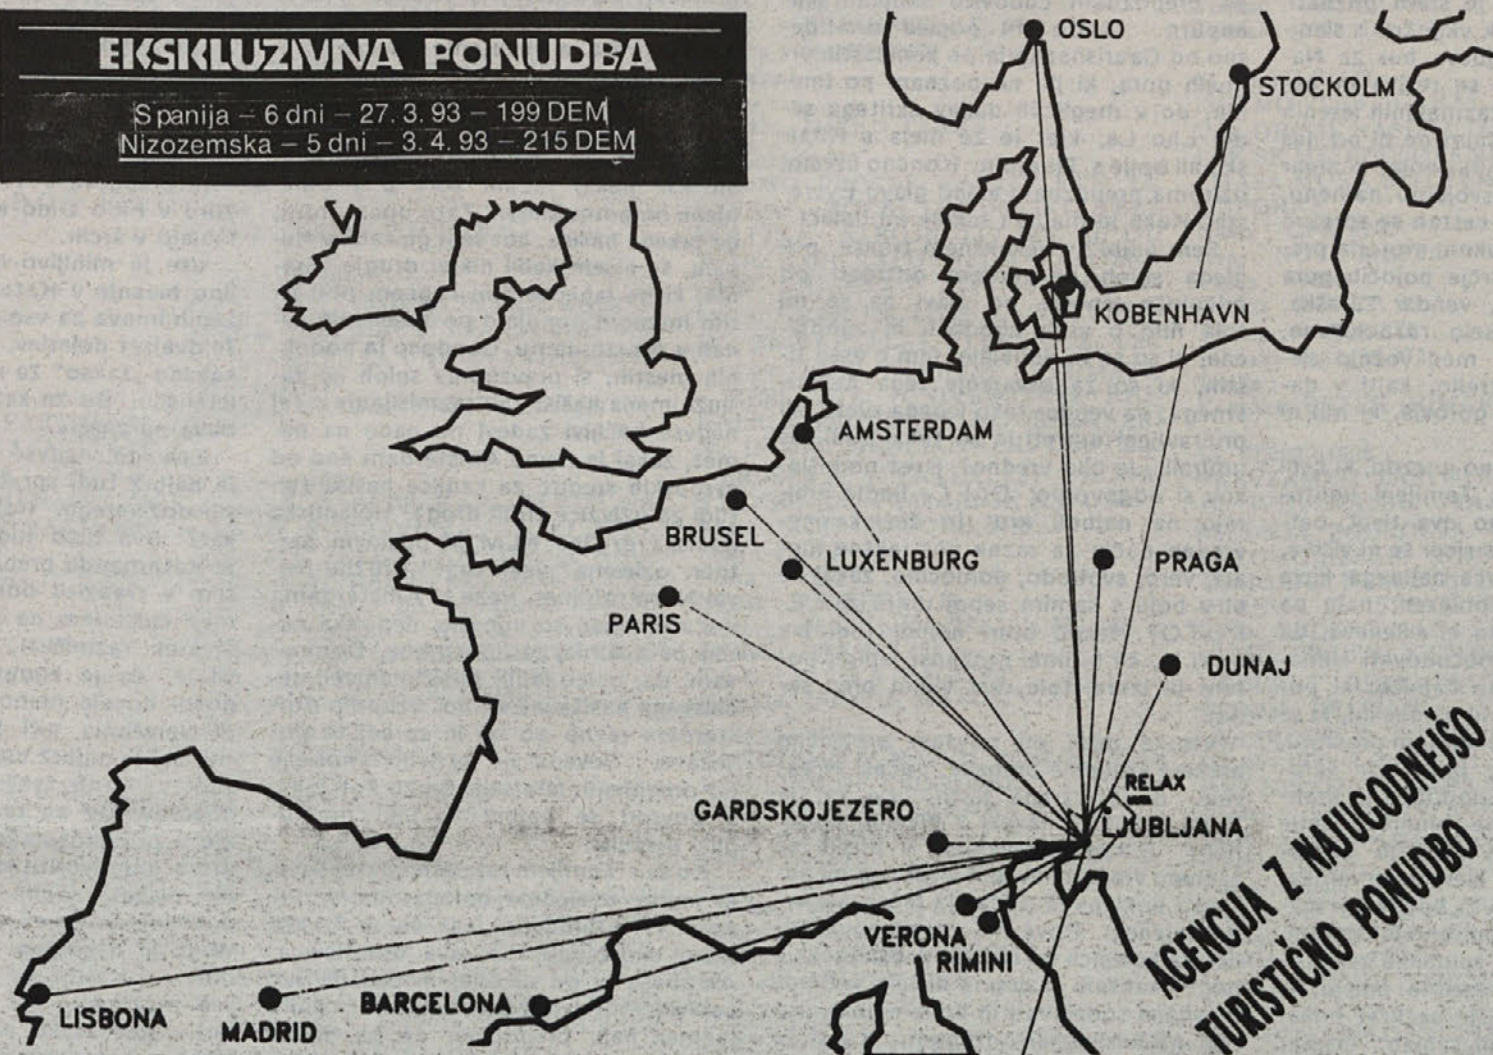 EKSKLUZIVNA PONUDBA
Spanija – 6 dni – 27. 3. 93 – 199 DEM
Nizozemska – 5 dni – 3. 4. 93 – 215 DEM
OSLO
STOCKOLM
KOBENHAVN
AMSTERDAM
BRUSEL
LUXENBURG
PRAGA
PARIS
DUNAJ
RELAX
GARDSKOJEZERO
LJUBLJANA
VERONA
RIMINI
BARCELONA
LISBONA
MADRID
AGENCIJA Z NAJUGODNEJŠO
TURISTIČNO PONUDBO